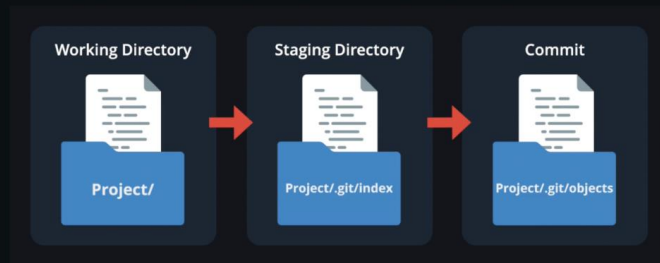 Working Directory
Staging Directory
Commit
Project/
Project/.git/index
Project/.git/objects